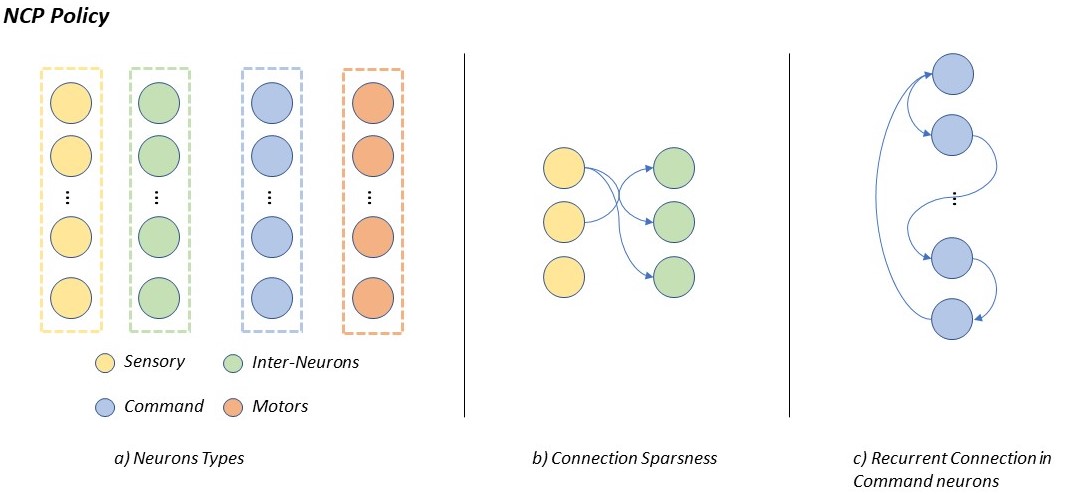 NCP Policy
Sensory
Inter-Neurons
Command
Motors
a) Neurons Types
b) Connection Sparsness
c) Recurrent Connection in
Command neurons